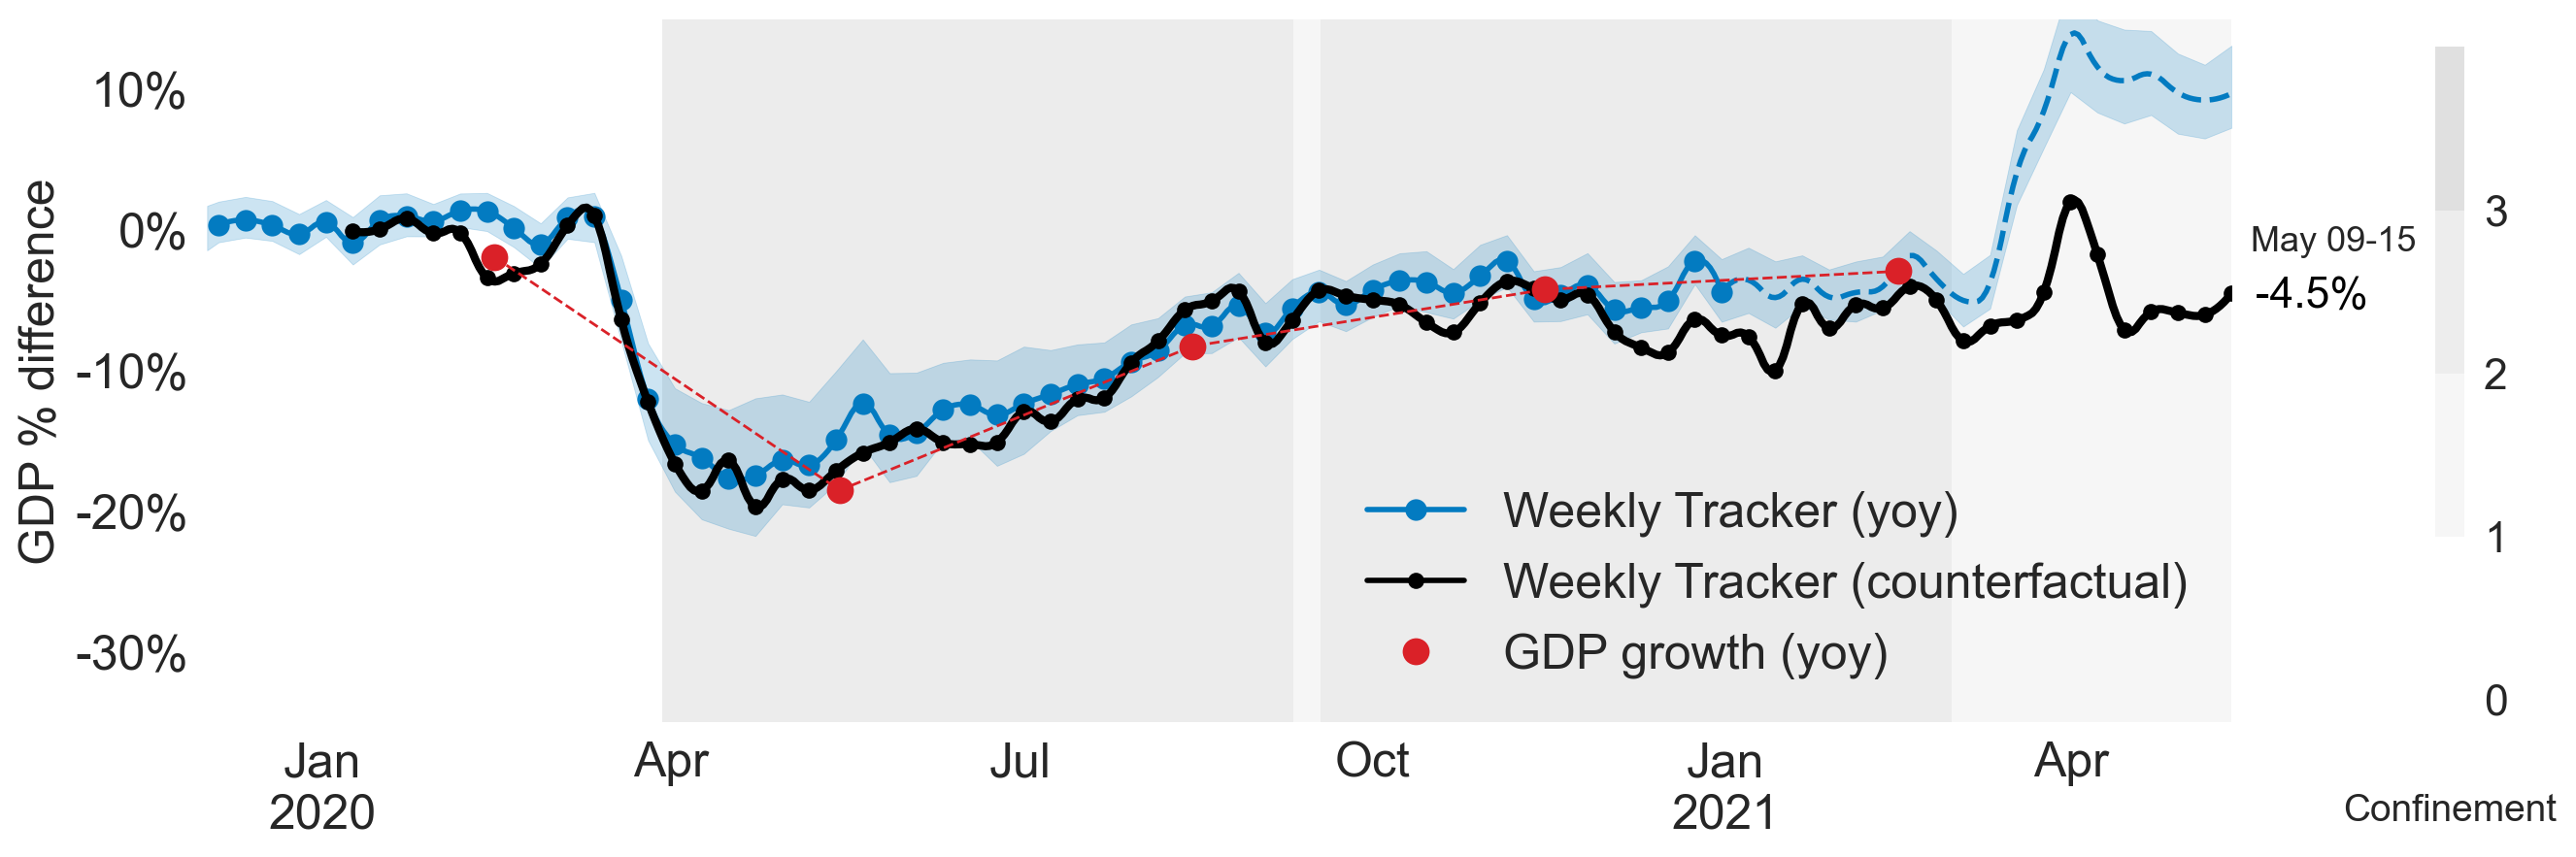 GDP % difference
10%
0%
-10%
-20%
-30%
Jan
2020
Apr
Jul
Oct
Jan
2021
Apr
Weekly Tracker (yoy)
Weekly Tracker (counterfactual)
GDP growth (yoy)
May 09-15
-4.5%
3
2
1
0
Confinement